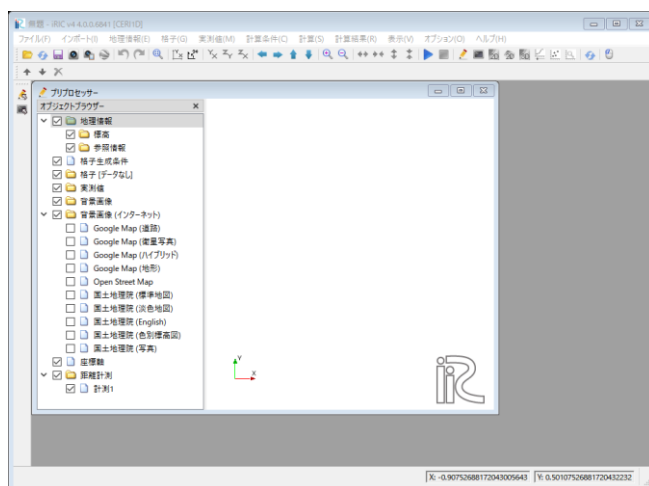 無題 - iRIC v4 4.0.0.6841 [CERI1D]
ファイル(F) インポート(I) 地理情報(E) 格子(G) 実測値(M) 計算条件(C) 計算(S) 計算結果(R) 表示(V) オプション(O) ヘルプ(H)
プリプロセッサー
オブジェクトブラウザー
地理情報
標高
参照情報
格子生成条件
格子 [データなし]
実測値
背景画像
背景画像 (インターネット)
Google Map (道路)
Google Map (衛星写真)
Google Map (ハイブリッド)
Google Map (地形)
Open Street Map
国土地理院 (標準地図)
国土地理院 (淡色地図)
国土地理院 (English)
国土地理院 (色別標高図)
国土地理院 (写真)
座標軸
距離計測
計測1
Y
X
iRIC
X: -0.90752688172043005643 Y: 0.50107526881720432232